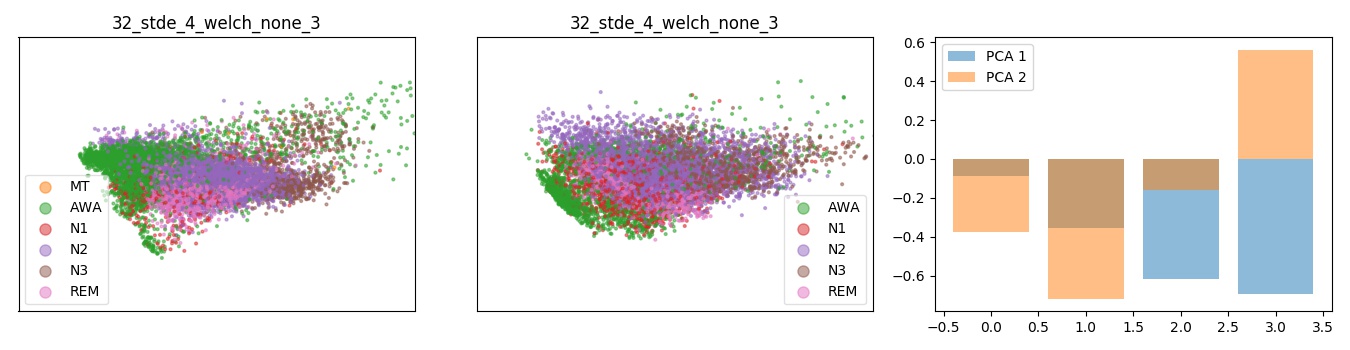 32_stde_4_welch_none_3
MT
AWA
N1
N2
N3
REM
32_stde_4_welch_none_3
AWA
N1
N2
N3
REM
PCA 1
PCA 2
0.6
0.4
0.2
0.0
−0.2
−0.4
−0.6
−0.5 0.0 0.5 1.0 1.5 2.0 2.5 3.0 3.5